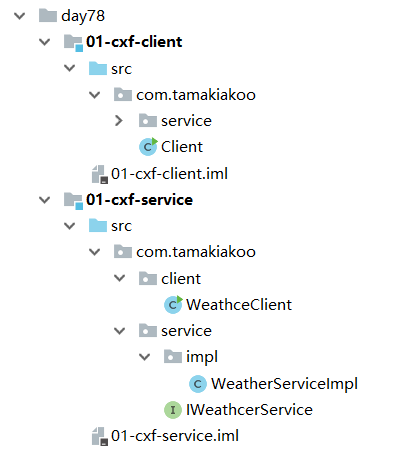 day78
01-cxf-client
src
com.tamakiakoo
service
Client
01-cxf-client.iml
01-cxf-service
src
com.tamakiakoo
client
WeathceClient
service
impl
WeatherServiceImpl
IWeathcerService
01-cxf-service.iml